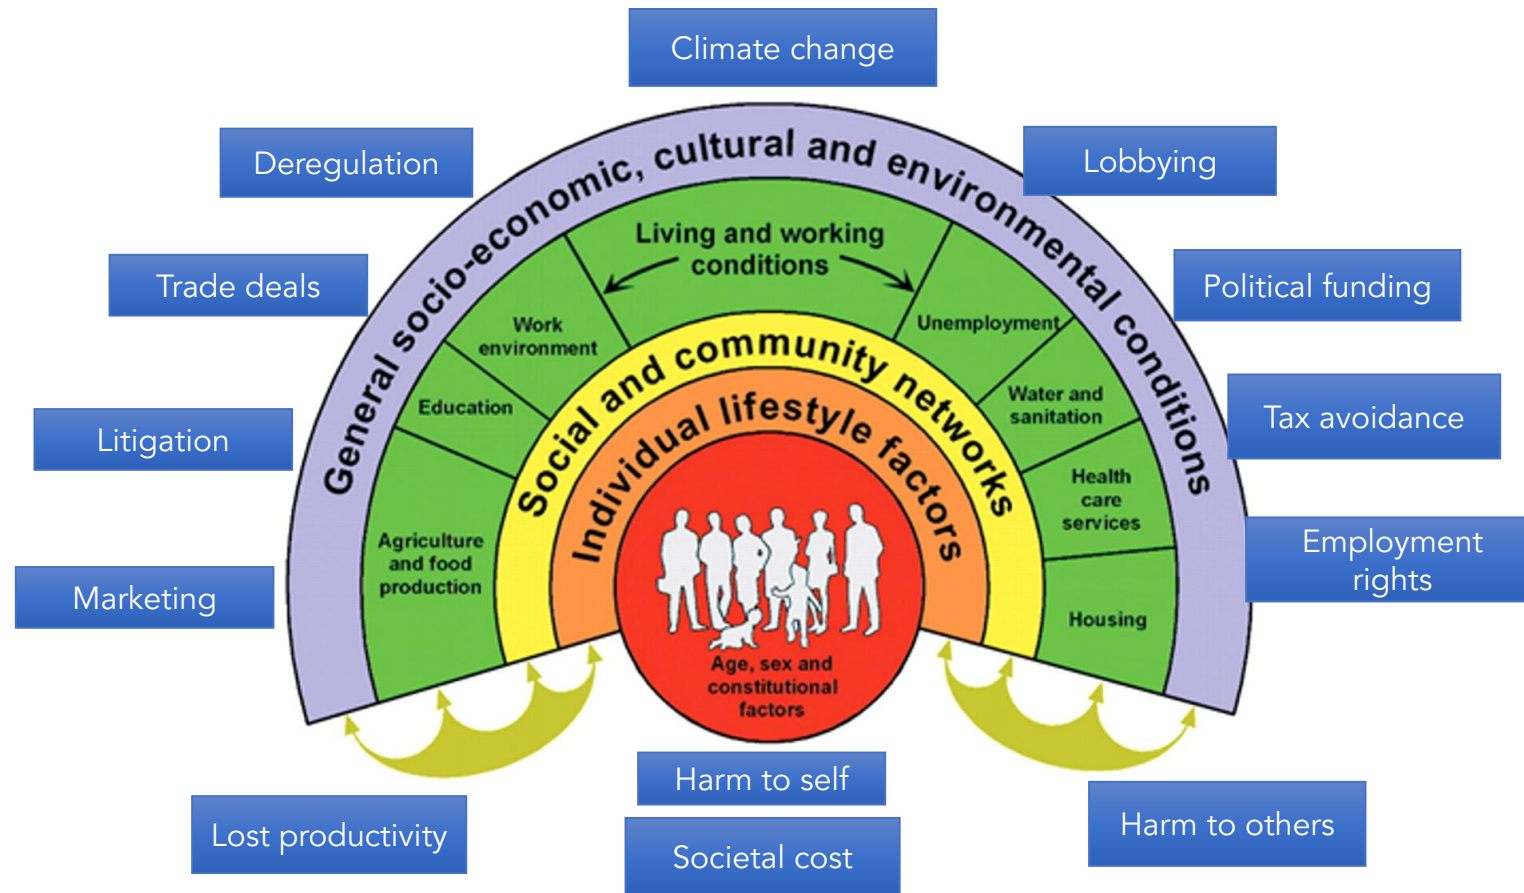 Climate change
Deregulation
Lobbying
Trade deals
Political funding
Litigation
Tax avoidance
Marketing
Employment
rights
General socio-economic, cultural and environmental conditions
Living and working
conditions
Work
environment
Unemployment
Education
Water and
sanitation
Agriculture
and food
production
Health
care
services
Housing
Social and community networks
Individual lifestyle factors
Age, sex and
constitutional
factors
Harm to self
Lost productivity
Societal cost
Harm to others